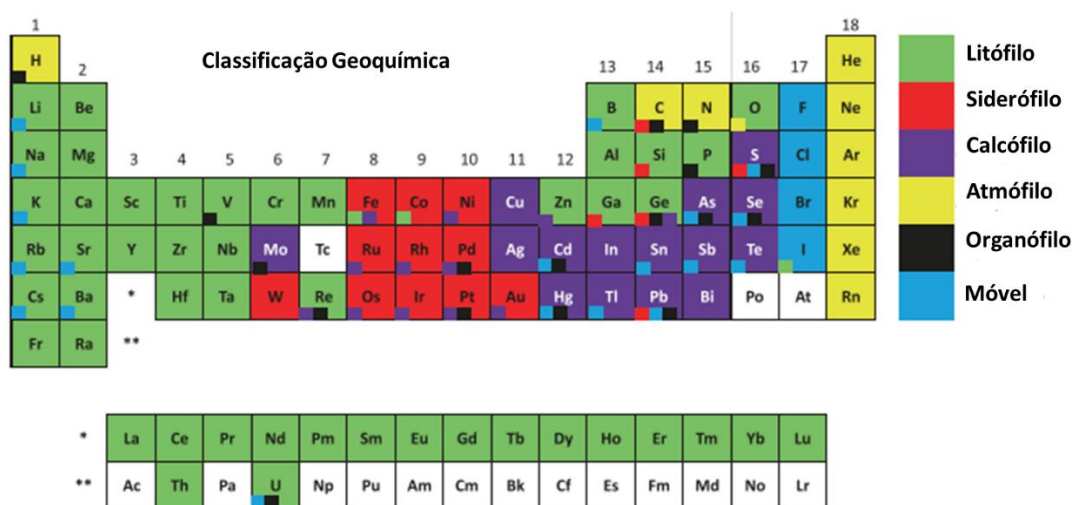 1 18
H 2 Classificação Geoquímica 13 14 15 16 17 He
Li Be B C N O F Ne
Na Mg 3 4 5 6 7 8 9 10 11 12 Al Si P S Cl Ar
K Ca Sc Ti V Cr Mn Fe Co Ni Cu Zn Ga Ge As Se Br Kr
Rb Sr Y Zr Nb Mo Tc Ru Rh Pd Ag Cd In Sn Sb Te I Xe
Cs Ba * Hf Ta W Re Os Ir Pt Au Hg Tl Pb Bi Po At Rn
Fr Ra **
* La Ce Pr Nd Pm Sm Eu Gd Tb Dy Ho Er Tm Yb Lu
** Ac Th Pa U Np Pu Am Cm Bk Cf Es Fm Md No Lr
Litófilo
Siderófilo
Calcófilo
Atmófilo
Organófilo
Móvel